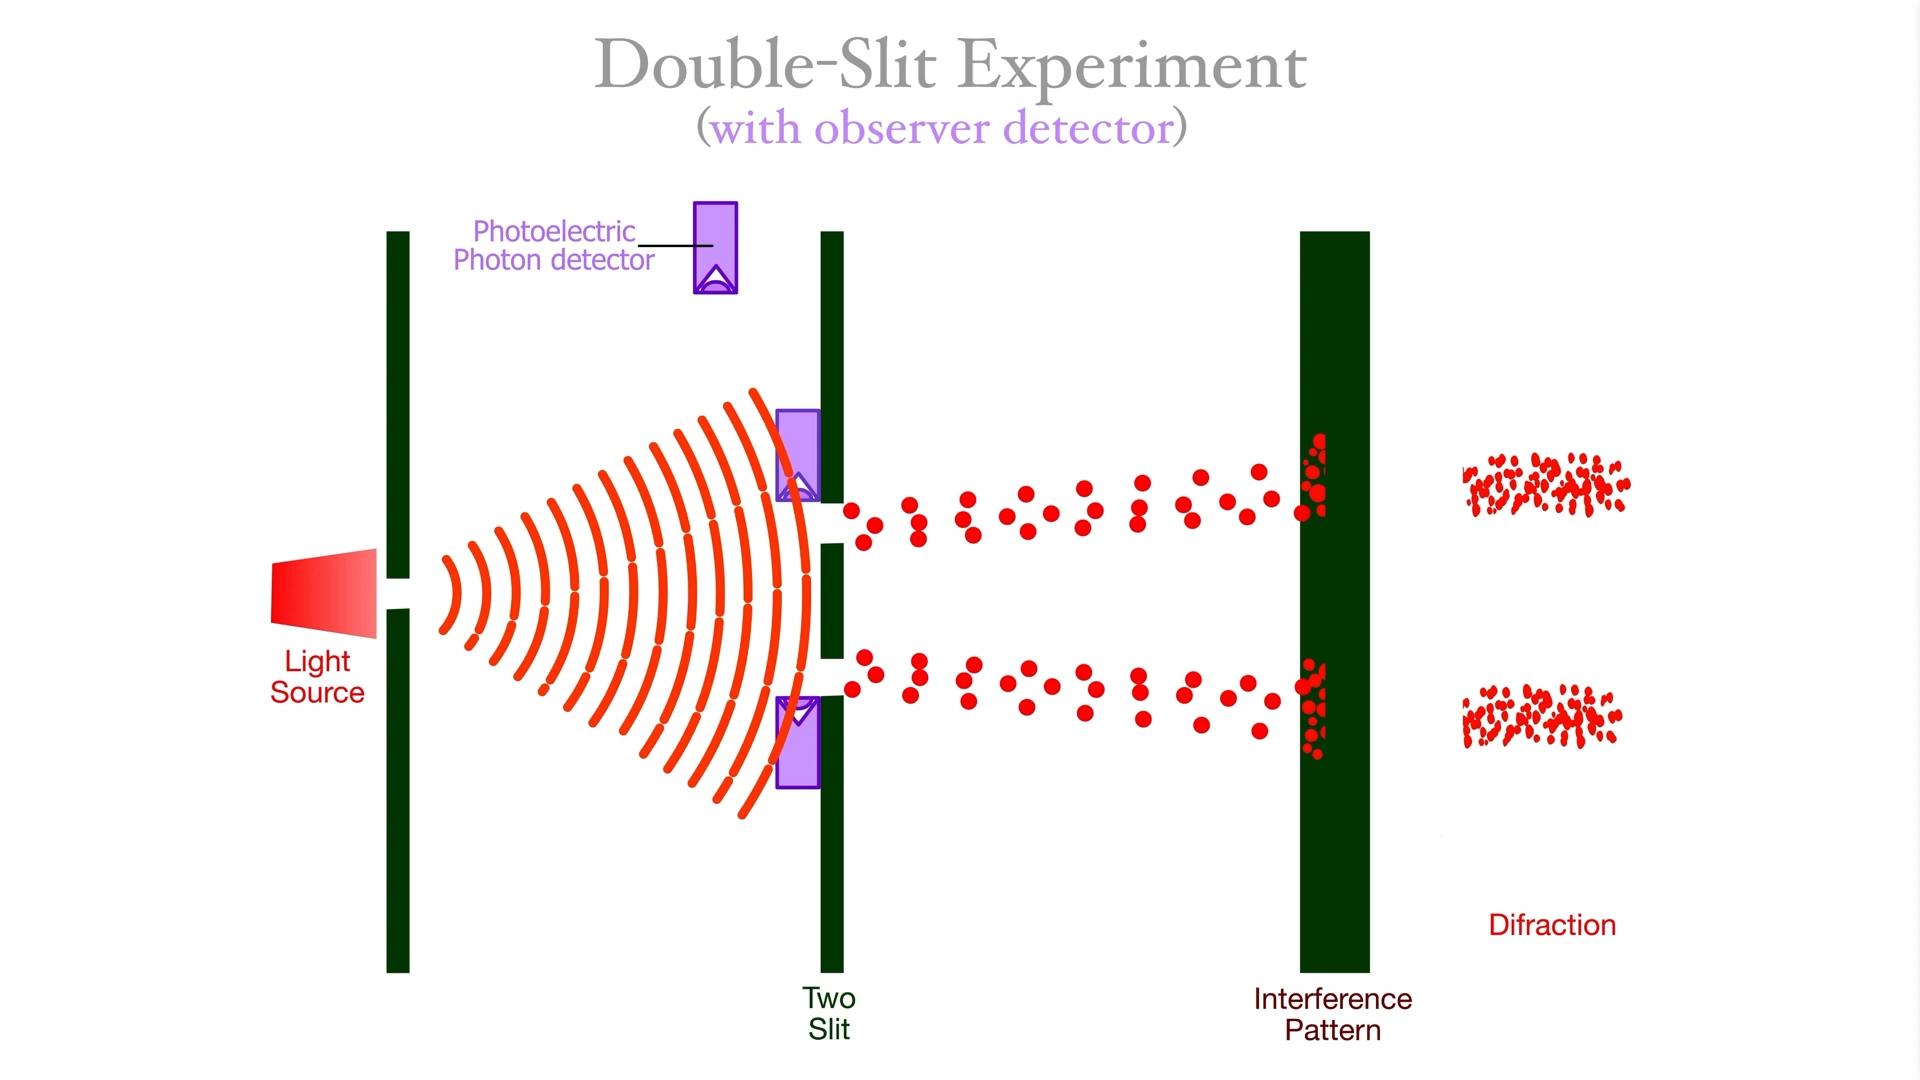 Double-Slit Experiment
(with observer detector)
Photoelectric
Photon detector
Light
Source
Two
Slit
Interference
Pattern
Difraction